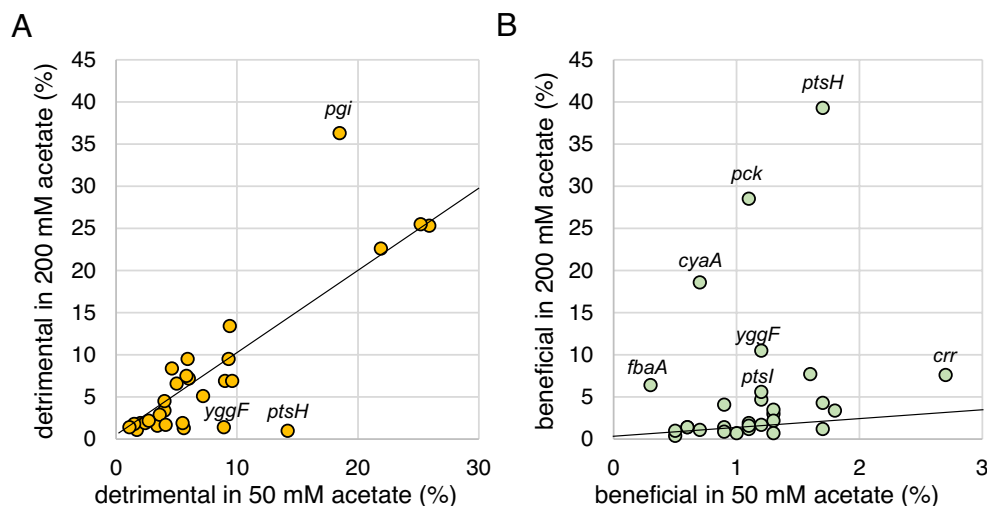 A
detrimental in 200 mM acetate (%)
45
40
35
30
25
20
15
10
5
0
pgi
yggF
ptsH
0
10
20
30
detrimental in 50 mM acetate (%)
B
beneficial in 200 mM acetate (%)
45
40
35
30
25
20
15
10
5
0
ptsH
pck
cyaA
yggF
fbaA
ptsI
crr
0
1
2
3
beneficial in 50 mM acetate (%)